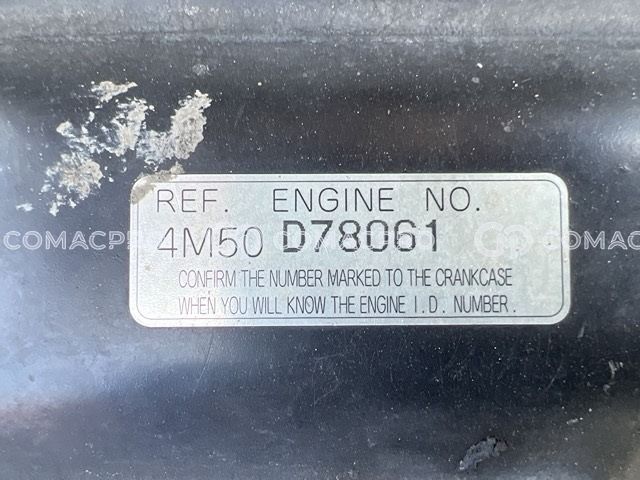 REF. ENGINE NO.
4M50 D78061
CONFIRM THE NUMBER MARKED TO THE CRANKCASE
WHEN YOU WILL KNOW THE ENGINE I.D. NUMBER.